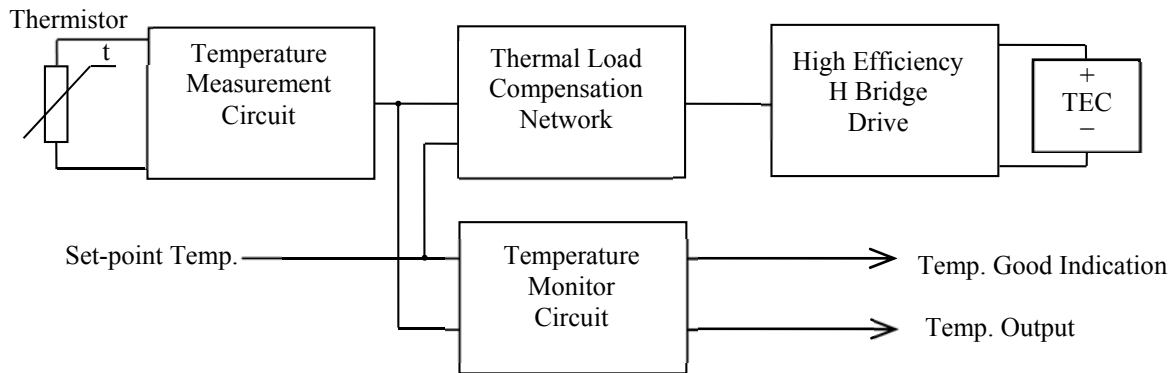 Thermistor
t
Temperature
Measurement
Circuit
Thermal Load
Compensation
Network
High Efficiency
H Bridge
Drive
+
TEC
−
Set-point Temp.
Temperature
Monitor
Circuit
Temp. Good Indication
Temp. Output